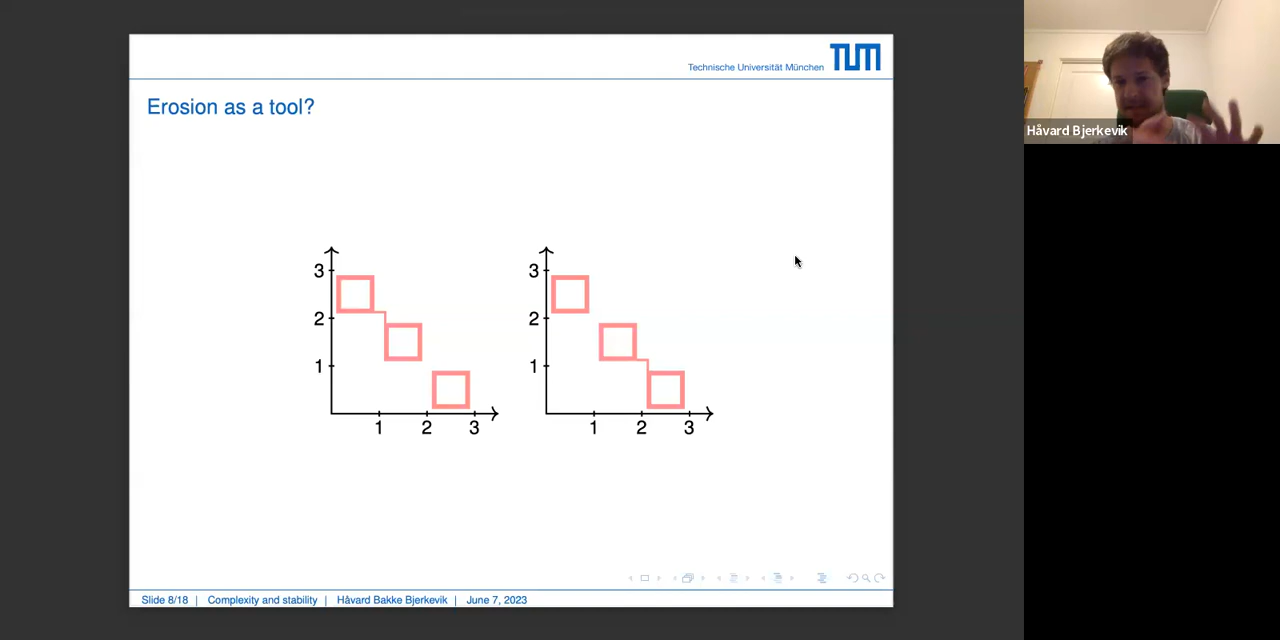 Technische Universität München TUM
Erosion as a tool?
3
2
1
1 2 3
3
2
1
1 2 3
Slide 8/18 | Complexity and stability | Håvard Bakke Bjerkevik | June 7, 2023
Håvard Bjerkevik